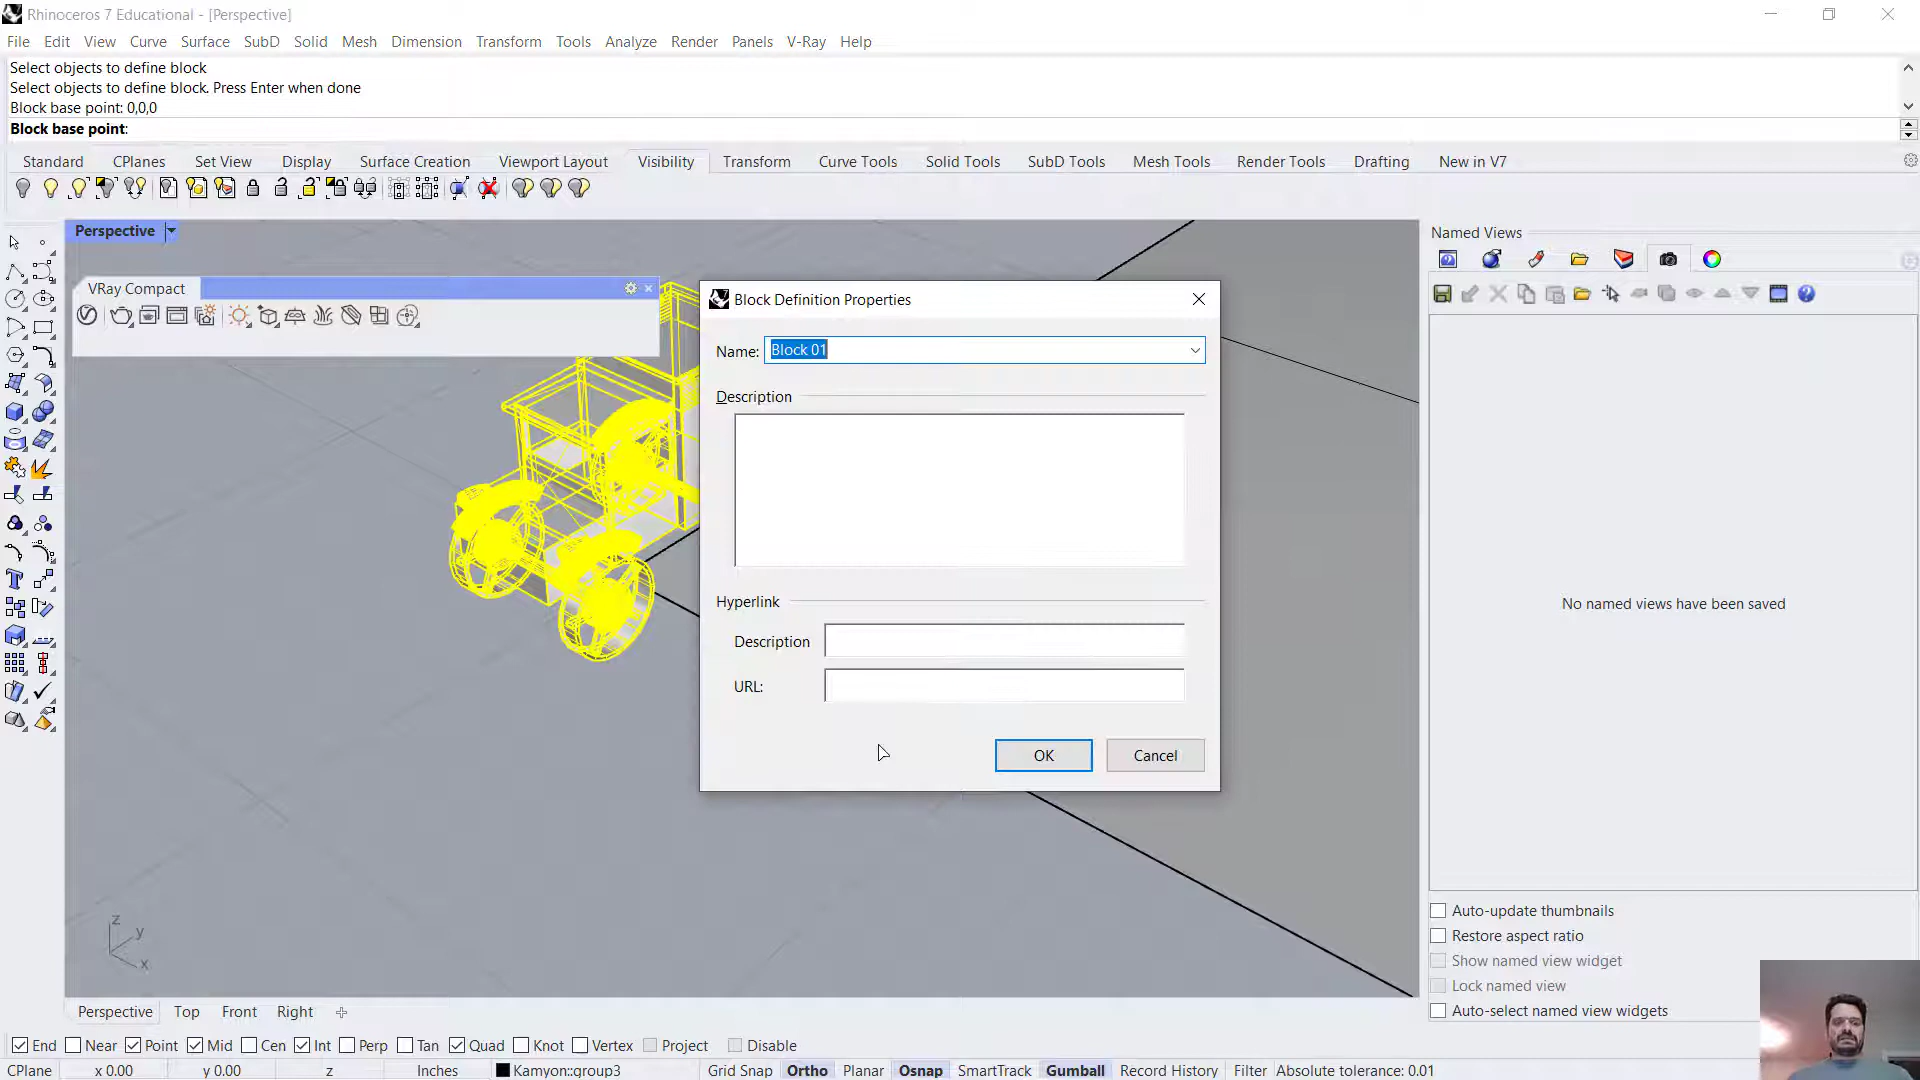 Rhinoceros 7 Educational - [Perspective]
File Edit View Curve Surface SubD Solid Mesh Dimension Transform Tools Analyze Render Panels V-Ray Help
Select objects to define block
Select objects to define block. Press Enter when done
Block base point: 0,0,0
Block base point:
Standard CPlanes Set View Display Surface Creation Viewport Layout Visibility Transform Curve Tools Solid Tools SubD Tools Mesh Tools Render Tools Drafting New in V7
Perspective
VRay Compact
Block Definition Properties
Name: Block 01
Description
Hyperlink
Description
URL:
OK Cancel
Named Views
No named views have been saved
Auto-update thumbnails
Restore aspect ratio
Show named view widget
Lock named view
Auto-select named view widgets
z
y
x
Perspective Top Front Right
End Near Point Mid Cen Int Perp Tan Quad Knot Vertex Project Disable
CPlane x 0.00 y 0.00 z Inches Kamyon::group3 Grid Snap Ortho Planar Osnap SmartTrack Gumball Record History Filter Absolute tolerance: 0.01